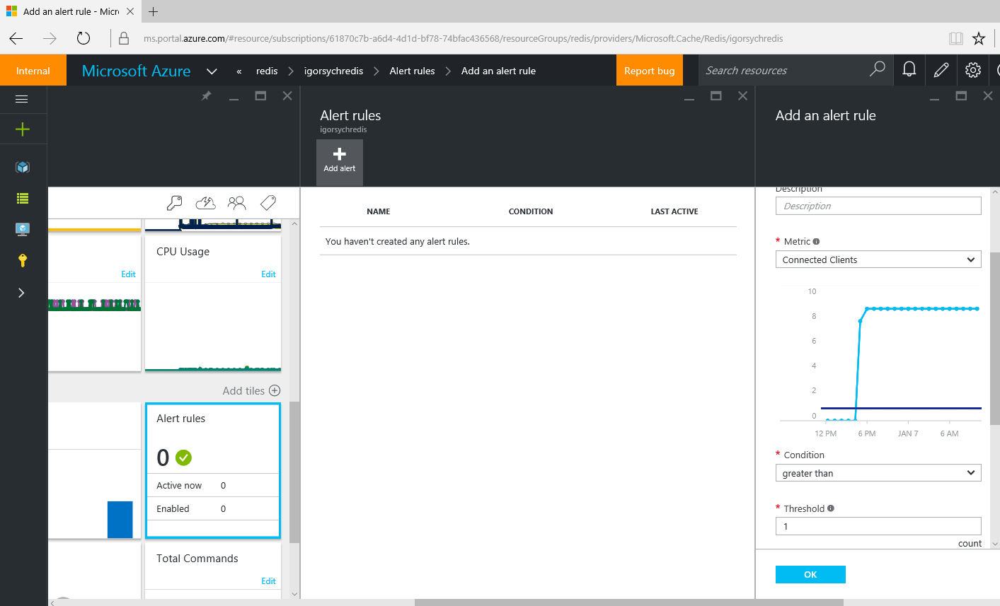 Add an alert rule - Micr
ms.portal.azure.com/#resource/subscriptions/61870c7b-a6d4-4d1d-bf78-74bfac436568/resourceGroups/redis/providers/Microsoft.Cache/Redis/igorsychredis
Internal
Microsoft Azure
«
redis
igorsychredis
Alert rules
Add an alert rule
Report bug
Search resources
CPU Usage
Edit
Edit
Add tiles
Alert rules
0
Active now 0
Enabled 0
Total Commands
Edit
Alert rules
igorsychredis
Add alert
NAME CONDITION LAST ACTIVE
You haven't created any alert rules.
Add an alert rule
Description
Description
* Metric
Connected Clients
10
8
6
4
2
0
12 PM 6 PM JAN 7 6 AM
* Condition
greater than
* Threshold
1
count
OK